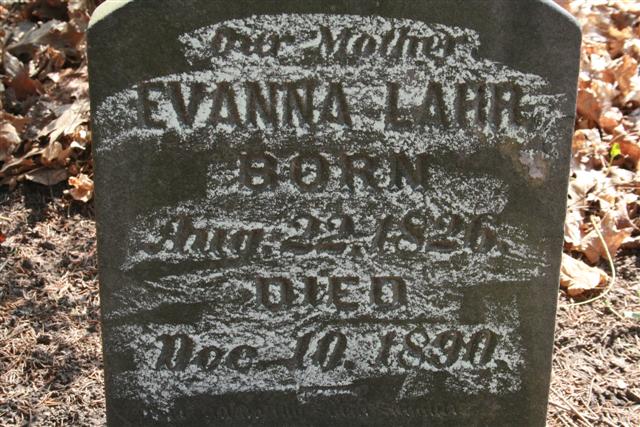 Our Mother
EVANNA LAHR
BORN
Aug. 22, 1826
DIED
Dec. 10, 1890.